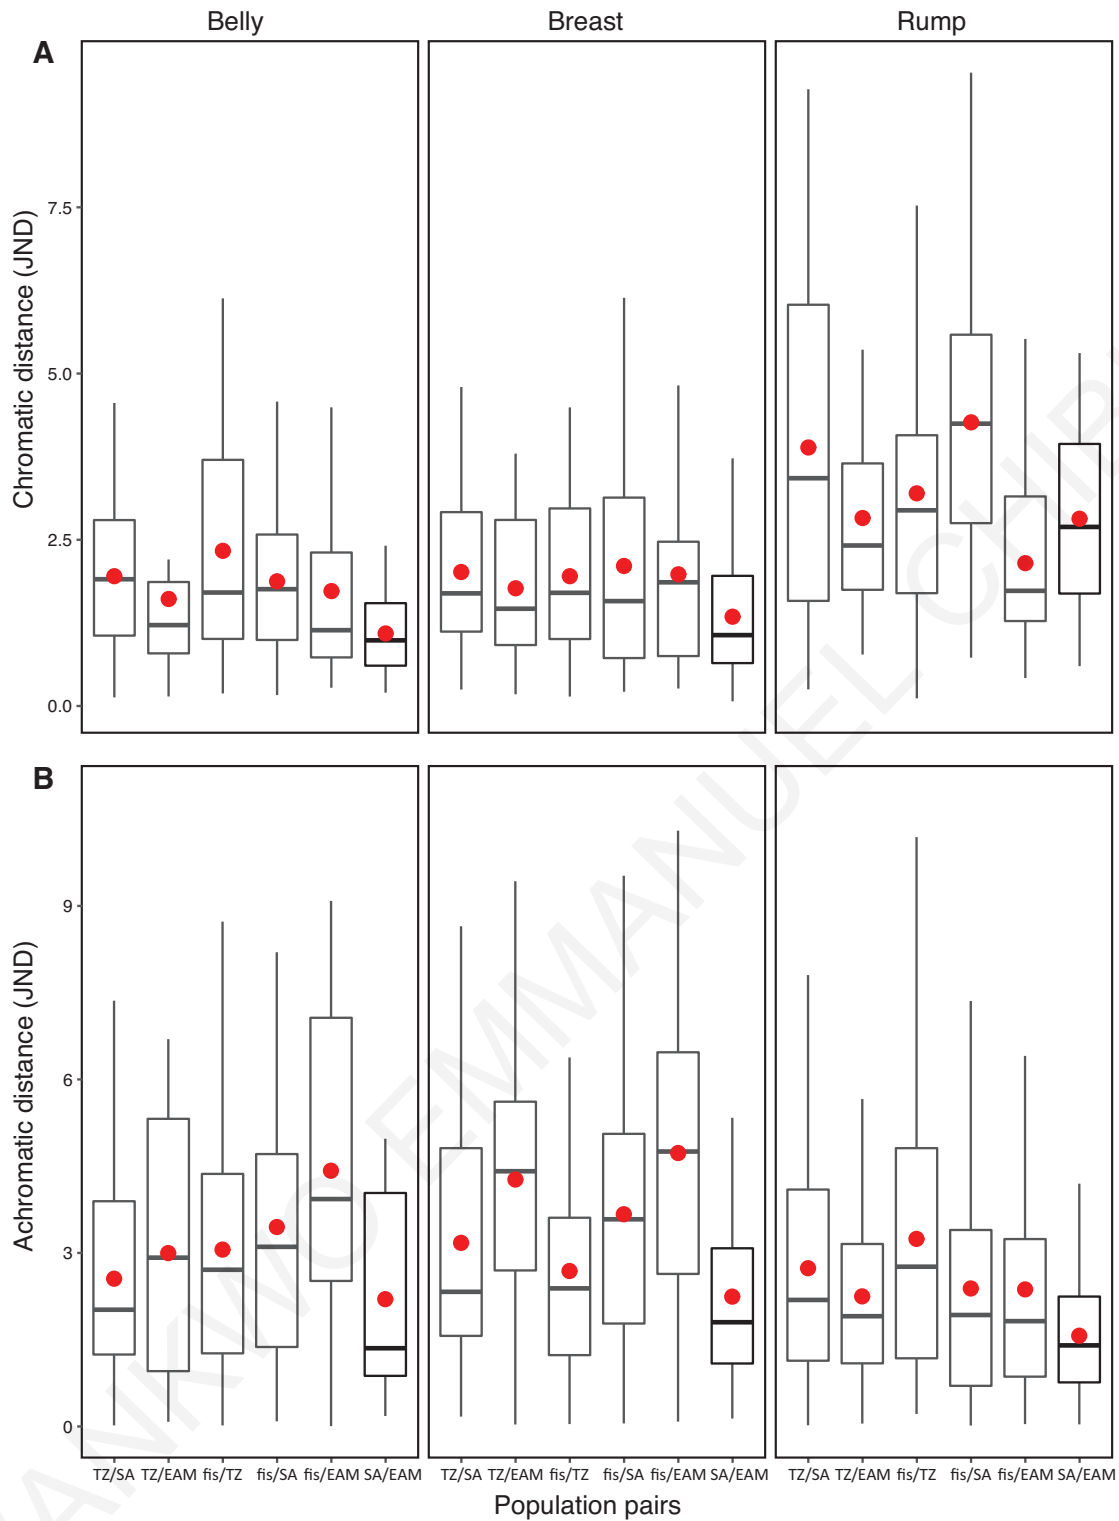 Belly Breast Rump
A
Chromatic distance (JND)
7.5
5.0
2.5
0.0
B
Achromatic distance (JND)
9
6
3
0
TZ/SA TZ/EAM fis/TZ fis/SA fis/EAM SA/EAM TZ/SA TZ/EAM fis/TZ fis/SA fis/EAM SA/EAM TZ/SA TZ/EAM fis/TZ fis/SA fis/EAM SA/EAM
Population pairs
EMMANUEL